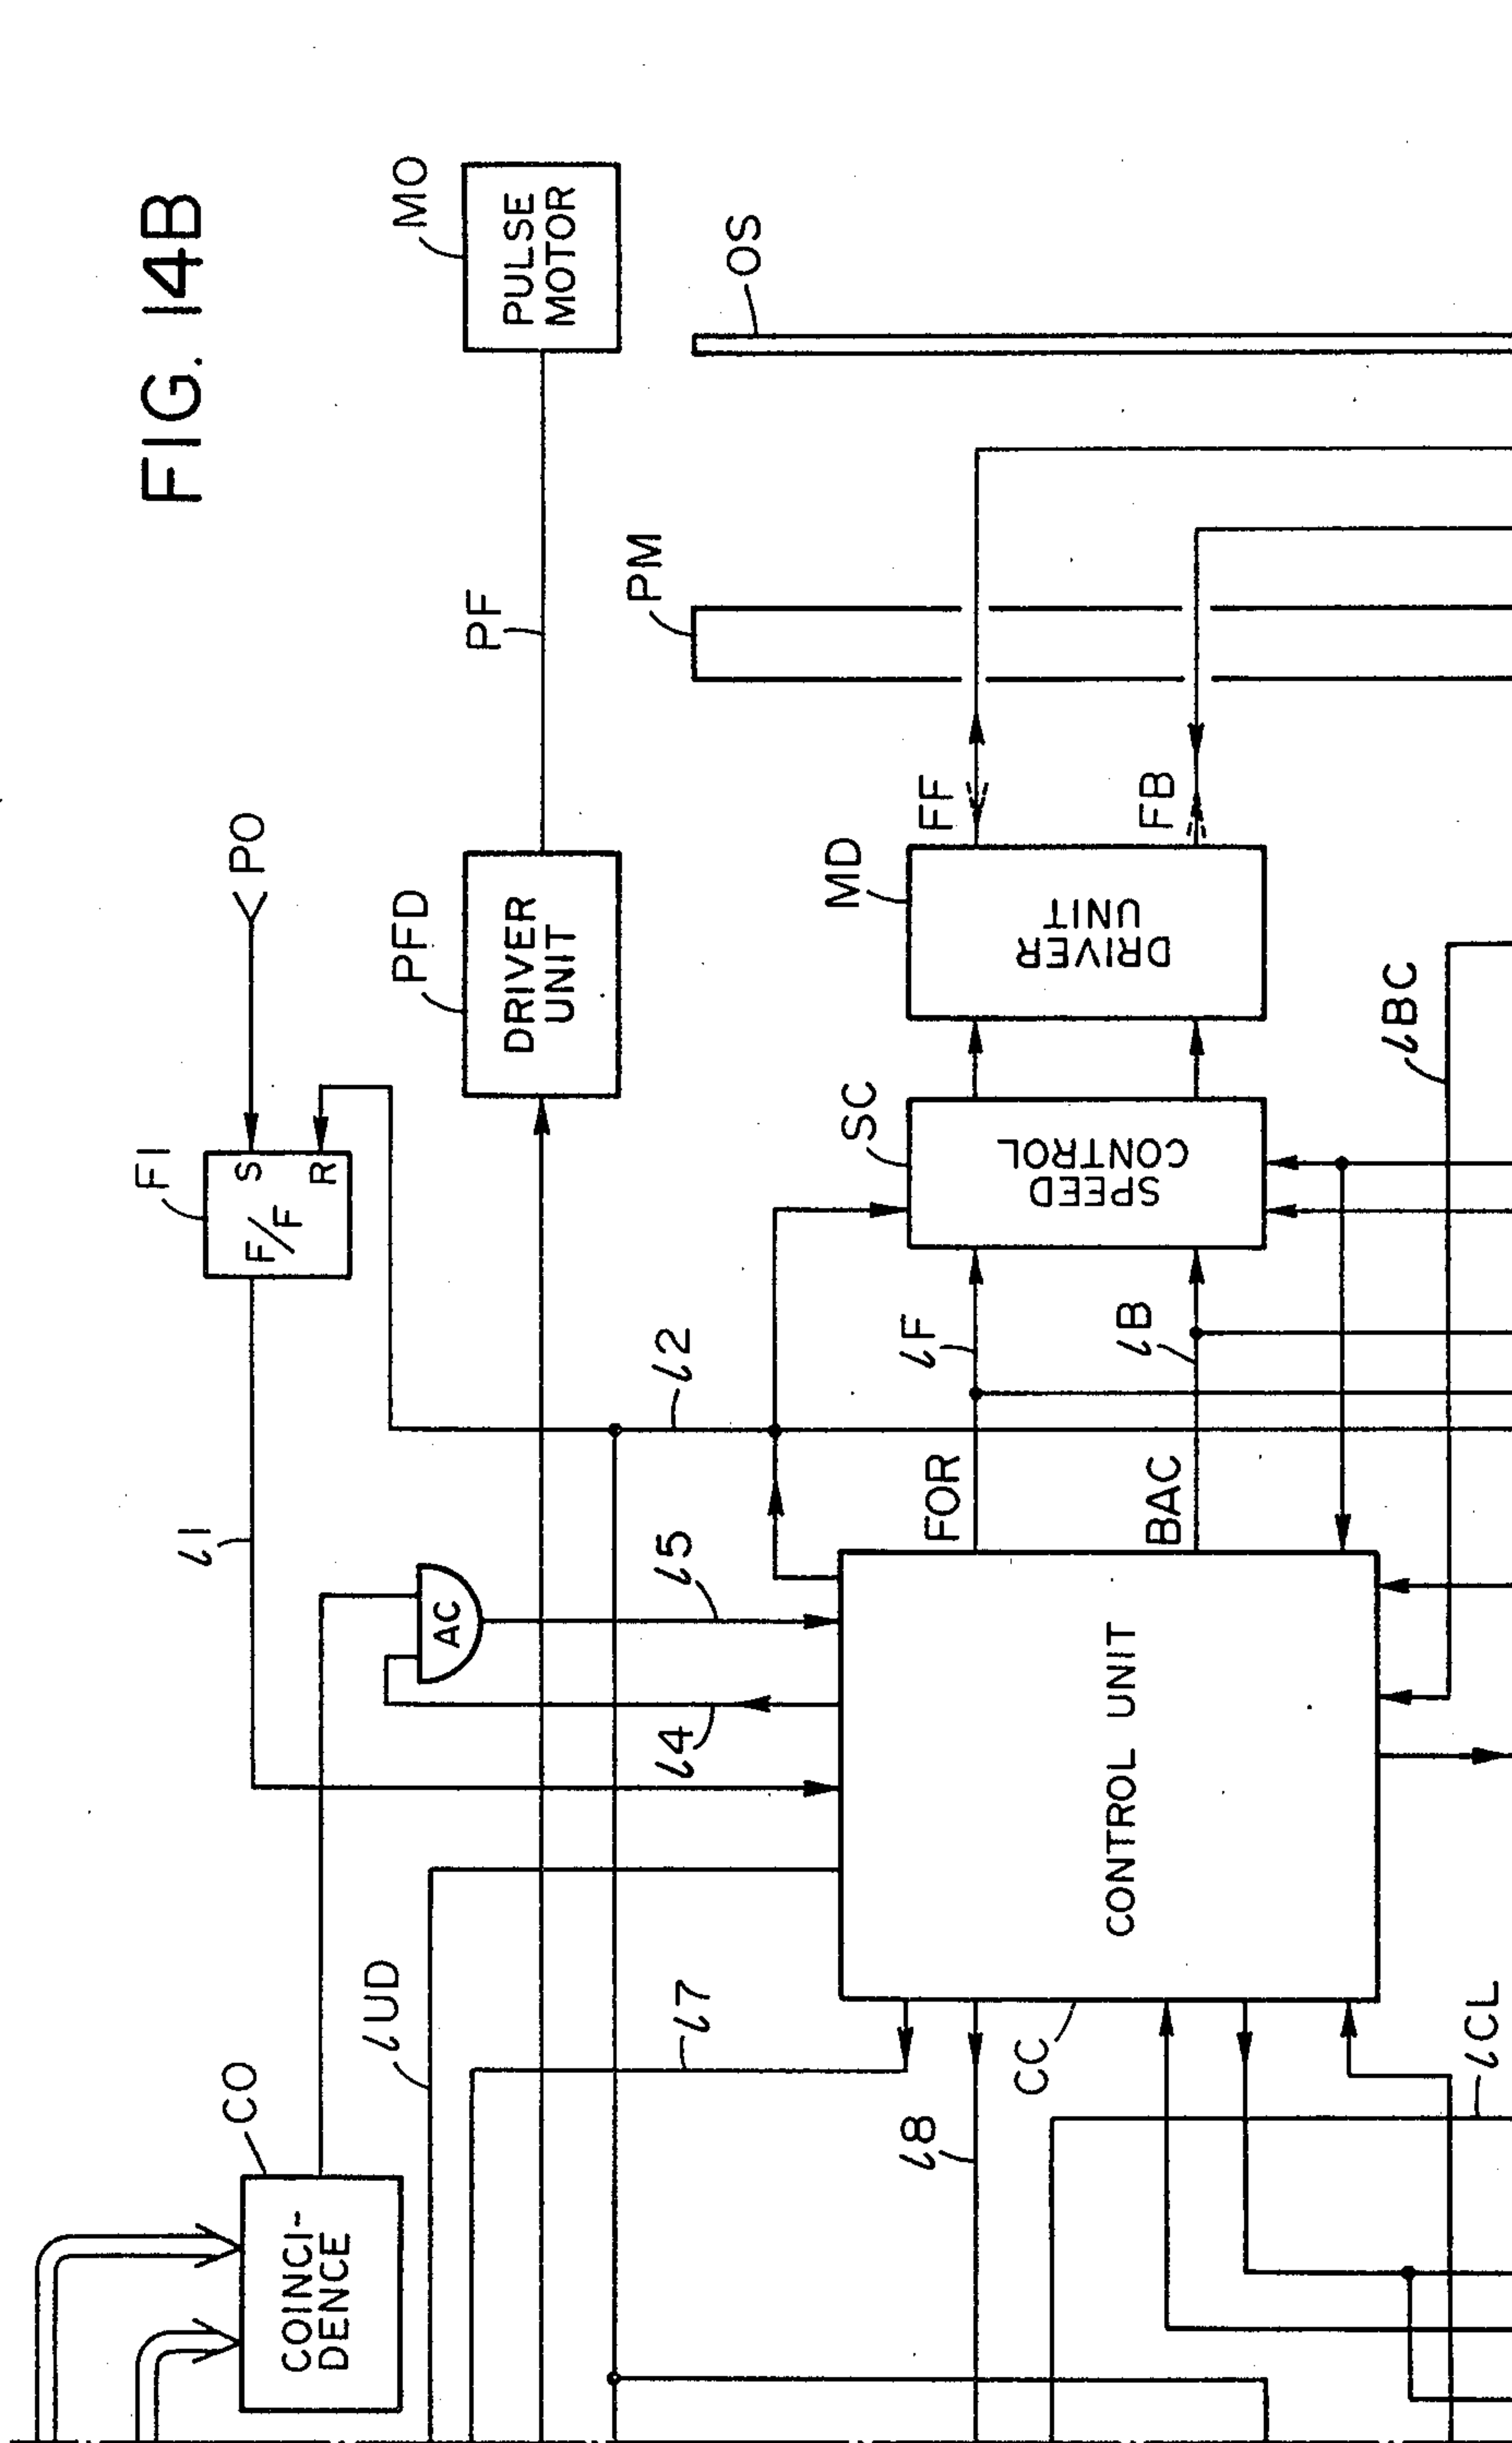 FIG. 14B
CO
COINCI-
DENCE
ℓUD
ℓ7
ℓ1
F1
F/F
S
R
PO
AC
ℓ4
ℓ5
ℓ2
PFD
DRIVER
UNIT
PF
MO
PULSE
MOTOR
PM
OS
ℓ8
CC
CONTROL UNIT
FOR
BAC
ℓF
ℓB
SC
SPEED
CONTROL
MD
DRIVER
UNIT
FF
FB
ℓBC
ℓCL